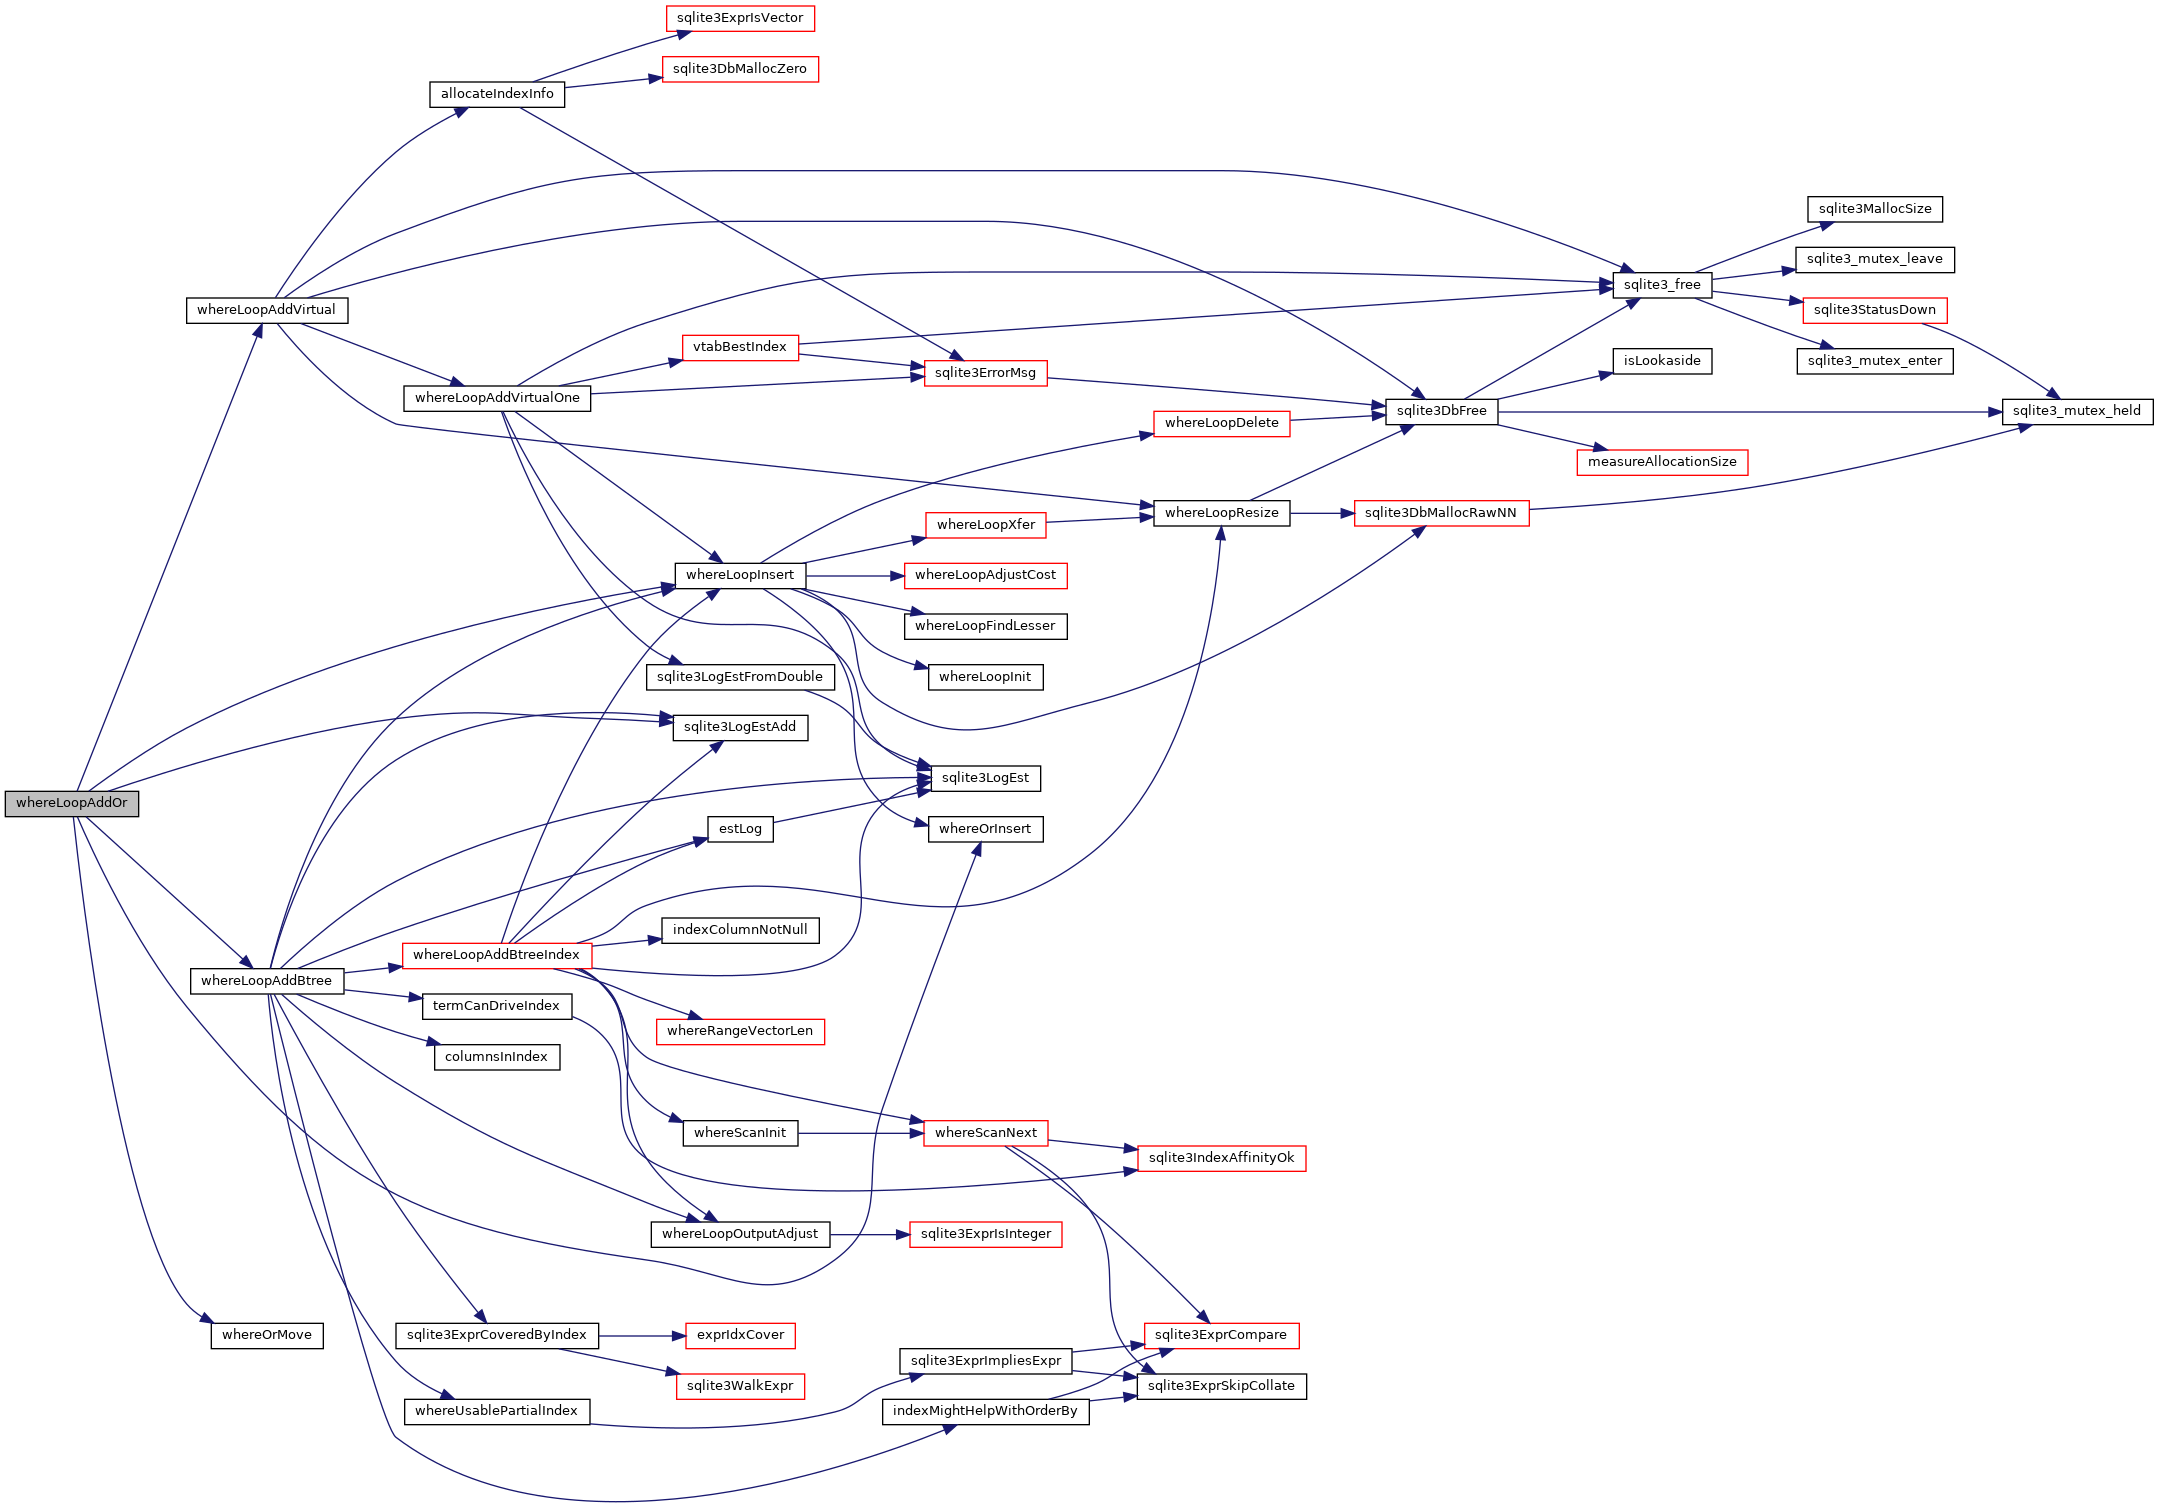 sqlite3ExprIsVector
sqlite3DbMallocZero
allocateIndexInfo
sqlite3MallocSize
sqlite3_mutex_leave
sqlite3_free
whereLoopAddVirtual
sqlite3StatusDown
vtabBestIndex
isLookaside
sqlite3_mutex_enter
sqlite3ErrorMsg
whereLoopAddVirtualOne
sqlite3DbFree
sqlite3_mutex_held
whereLoopDelete
measureAllocationSize
whereLoopXfer
whereLoopResize
sqlite3DbMallocRawNN
whereLoopInsert
whereLoopAdjustCost
whereLoopFindLesser
sqlite3LogEstFromDouble
whereLoopInit
sqlite3LogEstAdd
sqlite3LogEst
whereLoopAddOr
estLog
whereOrInsert
indexColumnNotNull
whereLoopAddBtreeIndex
whereLoopAddBtree
termCanDriveIndex
whereRangeVectorLen
columnsInIndex
whereScanInit
whereScanNext
sqlite3IndexAffinityOk
whereLoopOutputAdjust
sqlite3ExprIsInteger
whereOrMove
sqlite3ExprCoveredByIndex
exprIdxCover
sqlite3ExprCompare
sqlite3ExprImpliesExpr
sqlite3WalkExpr
sqlite3ExprSkipCollate
whereUsablePartialIndex
indexMightHelpWithOrderBy